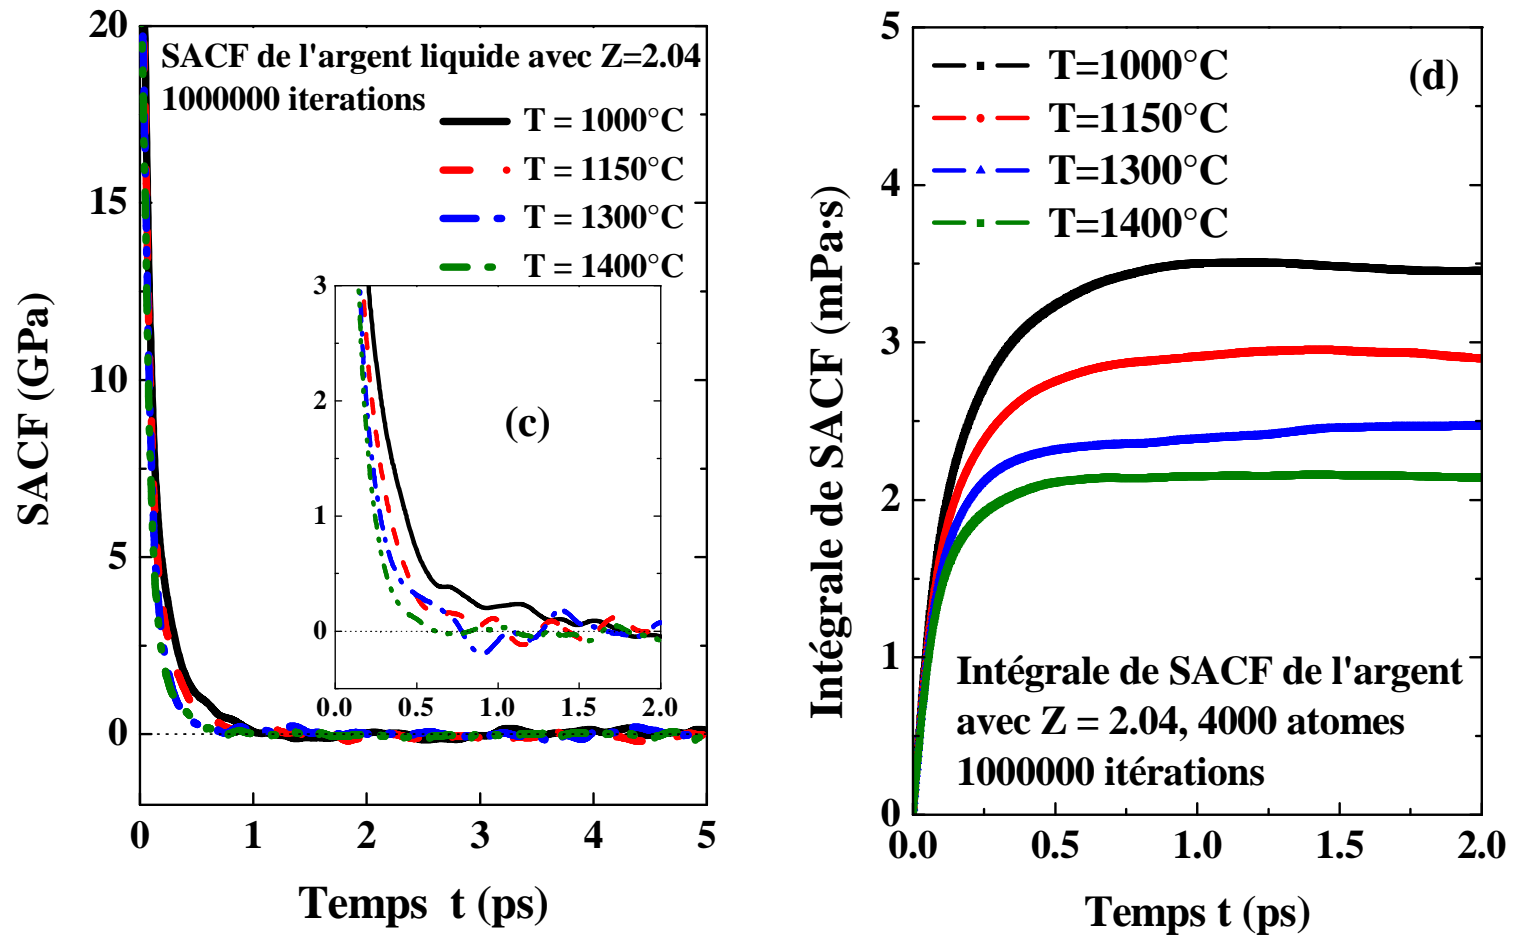 SACF de l'argent liquide avec Z=2.04
1000000 iterations
T = 1000°C
T = 1150°C
T = 1300°C
T = 1400°C
SACF (GPa)
20
15
10
5
0
0 1 2 3 4 5
Temps t (ps)
(c)
3
2
1
0
0.0 0.5 1.0 1.5 2.0
(d)
T=1000°C
T=1150°C
T=1300°C
T=1400°C
Intégrale de SACF (mPa·s)
5
4
3
2
1
0
Intégrale de SACF de l'argent
avec Z = 2.04, 4000 atomes
1000000 itérations
0.0 0.5 1.0 1.5 2.0
Temps t (ps)